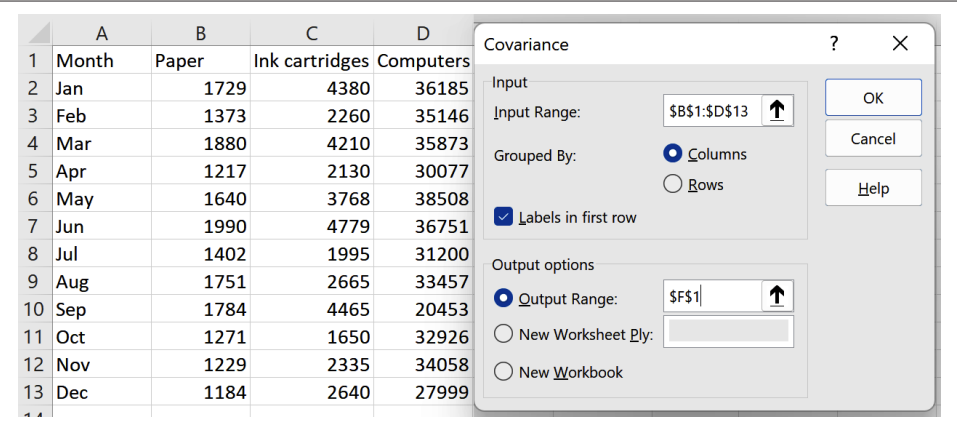 A B C D
1 Month Paper Ink cartridges Computers
2 Jan 1729 4380 36185
3 Feb 1373 2260 35146
4 Mar 1880 4210 35873
5 Apr 1217 2130 30077
6 May 1640 3768 38508
7 Jun 1990 4779 36751
8 Jul 1402 1995 31200
9 Aug 1751 2665 33457
10 Sep 1784 4465 20453
11 Oct 1271 1650 32926
12 Nov 1229 2335 34058
13 Dec 1184 2640 27999
Covariance ? X
Input
Input Range: $B$1:$D$13
Grouped By: Columns
Rows
Labels in first row
Output options
Output Range: $F$1
New Worksheet Ply:
New Workbook
OK
Cancel
Help